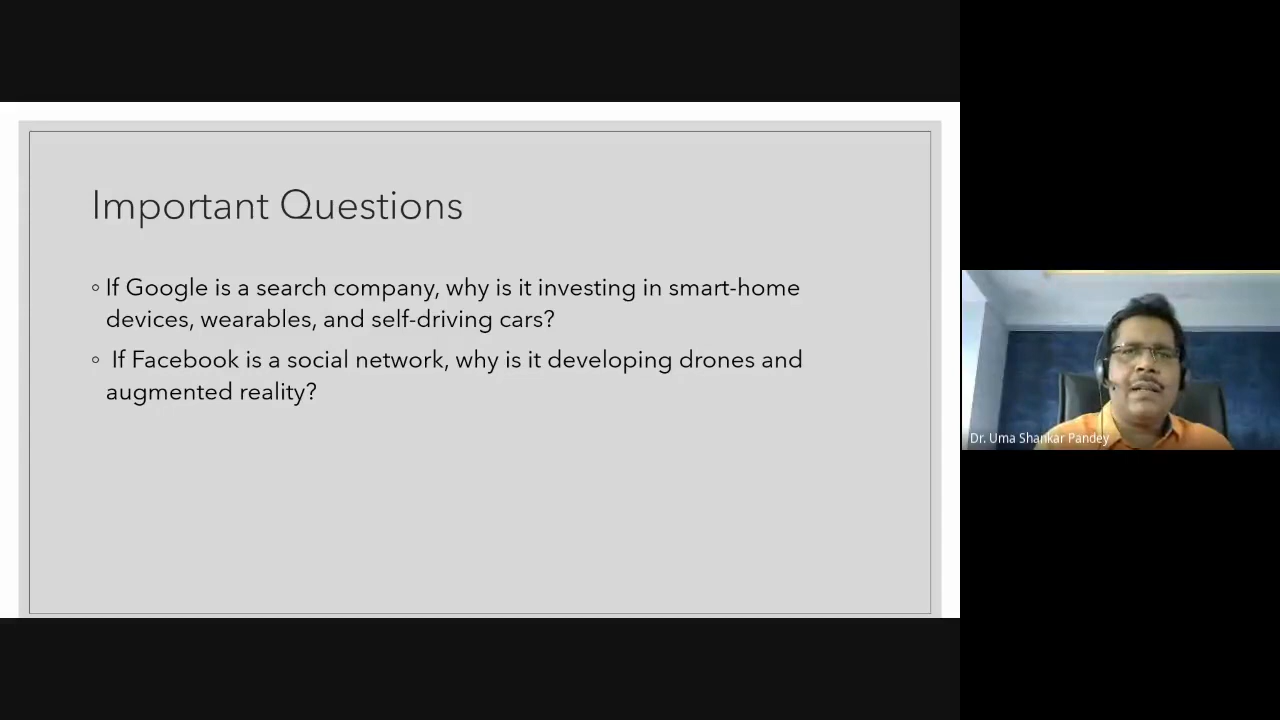 Important Questions
◦ If Google is a search company, why is it investing in smart-home
devices, wearables, and self-driving cars?
◦ If Facebook is a social network, why is it developing drones and
augmented reality?
Dr. Uma Shankar Pandey